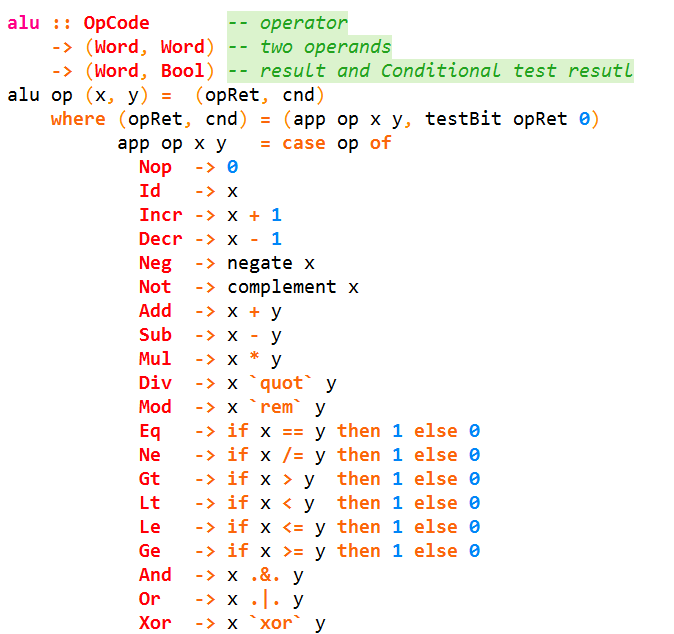 alu :: OpCode       -- operator
    -> (Word, Word) -- two operands
    -> (Word, Bool) -- result and Conditional test resutl
alu op (x, y) =  (opRet, cnd)
    where (opRet, cnd) = (app op x y, testBit opRet 0)
          app op x y   = case op of
            Nop  -> 0
            Id   -> x
            Incr -> x + 1
            Decr -> x - 1
            Neg  -> negate x
            Not  -> complement x
            Add  -> x + y
            Sub  -> x - y
            Mul  -> x * y
            Div  -> x `quot` y
            Mod  -> x `rem` y
            Eq   -> if x == y then 1 else 0
            Ne   -> if x /= y then 1 else 0
            Gt   -> if x > y  then 1 else 0
            Lt   -> if x < y  then 1 else 0
            Le   -> if x <= y then 1 else 0
            Ge   -> if x >= y then 1 else 0
            And  -> x .&. y
            Or   -> x .|. y
            Xor  -> x `xor` y